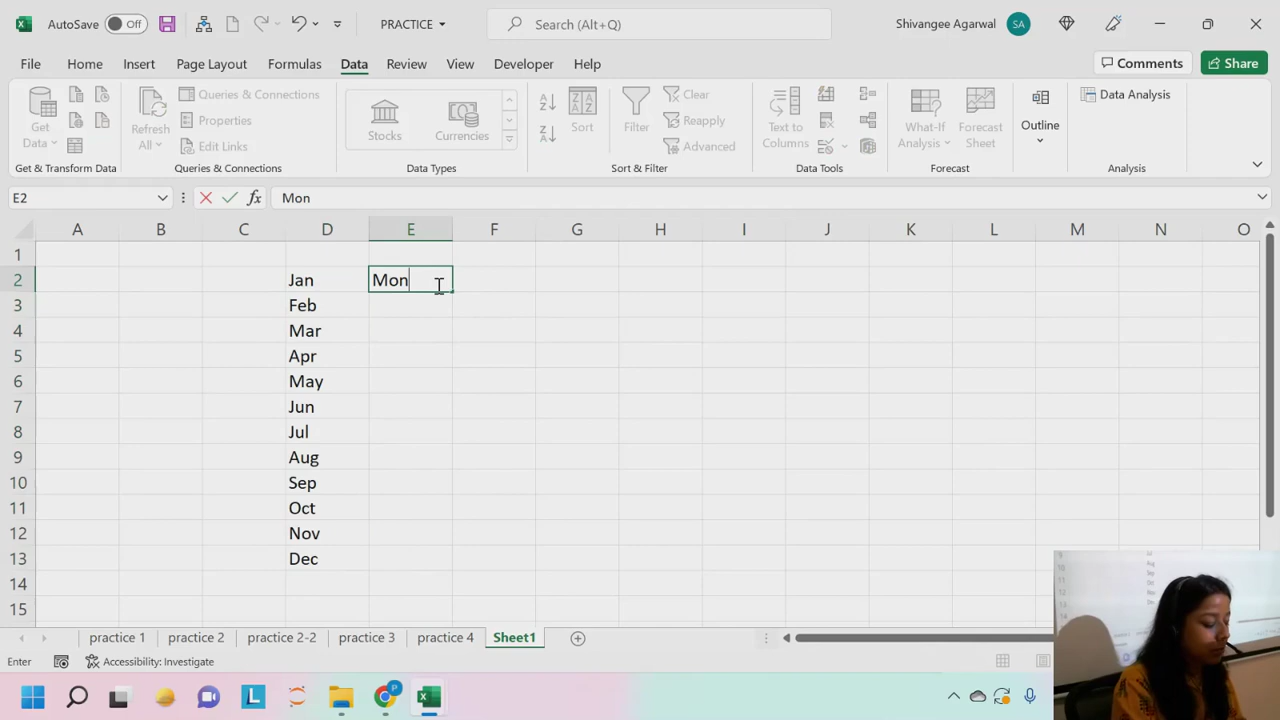 AutoSave Off PRACTICE Search (Alt+Q) Shivangee Agarwal SA
File Home Insert Page Layout Formulas Data Review View Developer Help Comments Share
Get Data
Refresh All
Queries & Connections
Properties
Edit Links
Stocks
Currencies
Sort
Filter
Clear
Reapply
Advanced
Text to Columns
What-If Analysis
Forecast Sheet
Outline
Data Analysis
Get & Transform Data Queries & Connections Data Types Sort & Filter Data Tools Forecast Analysis
E2 fx Mon
A B C D E F G H I J K L M N O
1
2 Jan Mon
3 Feb
4 Mar
5 Apr
6 May
7 Jun
8 Jul
9 Aug
10 Sep
11 Oct
12 Nov
13 Dec
14
15
practice 1 practice 2 practice 2-2 practice 3 practice 4 Sheet1
Enter Accessibility: Investigate